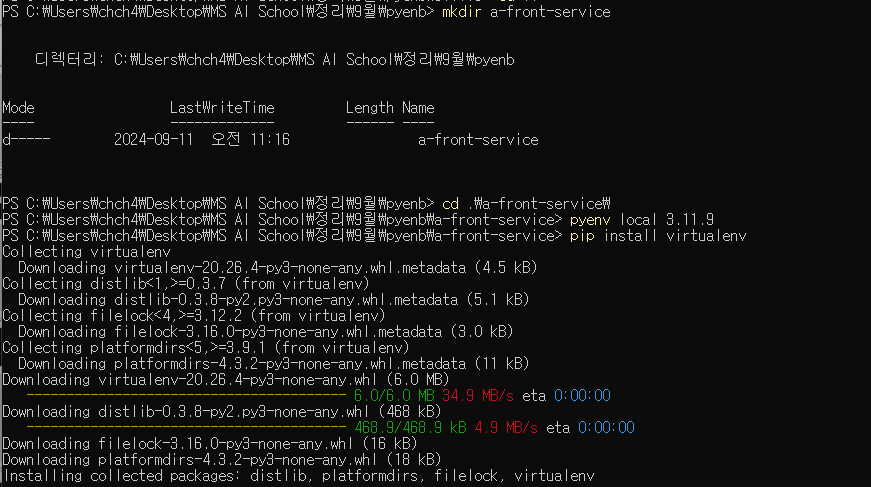 PS C:\Users\chch4\Desktop\MS AI School\정리\9월\pyenb> mkdir a-front-service
디렉터리: C:\Users\chch4\Desktop\MS AI School\정리\9월\pyenb
Mode LastWriteTime Length Name
---- ------------- ------ ----
d----- 2024-09-11 오전 11:16 a-front-service
PS C:\Users\chch4\Desktop\MS AI School\정리\9월\pyenb> cd .\a-front-service\
PS C:\Users\chch4\Desktop\MS AI School\정리\9월\pyenb\a-front-service> pyenv local 3.11.9
PS C:\Users\chch4\Desktop\MS AI School\정리\9월\pyenb\a-front-service> pip install virtualenv
Collecting virtualenv
Downloading virtualenv-20.26.4-py3-none-any.whl.metadata (4.5 kB)
Collecting distlib<1,>=0.3.7 (from virtualenv)
Downloading distlib-0.3.8-py2.py3-none-any.whl.metadata (5.1 kB)
Collecting filelock<4,>=3.12.2 (from virtualenv)
Downloading filelock-3.16.0-py3-none-any.whl.metadata (3.0 kB)
Collecting platformdirs<5,>=3.9.1 (from virtualenv)
Downloading platformdirs-4.3.2-py3-none-any.whl.metadata (11 kB)
Downloading virtualenv-20.26.4-py3-none-any.whl (6.0 MB)
---------------------------------------- 6.0/6.0 MB 34.9 MB/s eta 0:00:00
Downloading distlib-0.3.8-py2.py3-none-any.whl (468 kB)
---------------------------------------- 468.9/468.9 kB 4.9 MB/s eta 0:00:00
Downloading filelock-3.16.0-py3-none-any.whl (16 kB)
Downloading platformdirs-4.3.2-py3-none-any.whl (18 kB)
Installing collected packages: distlib, platformdirs, filelock, virtualenv